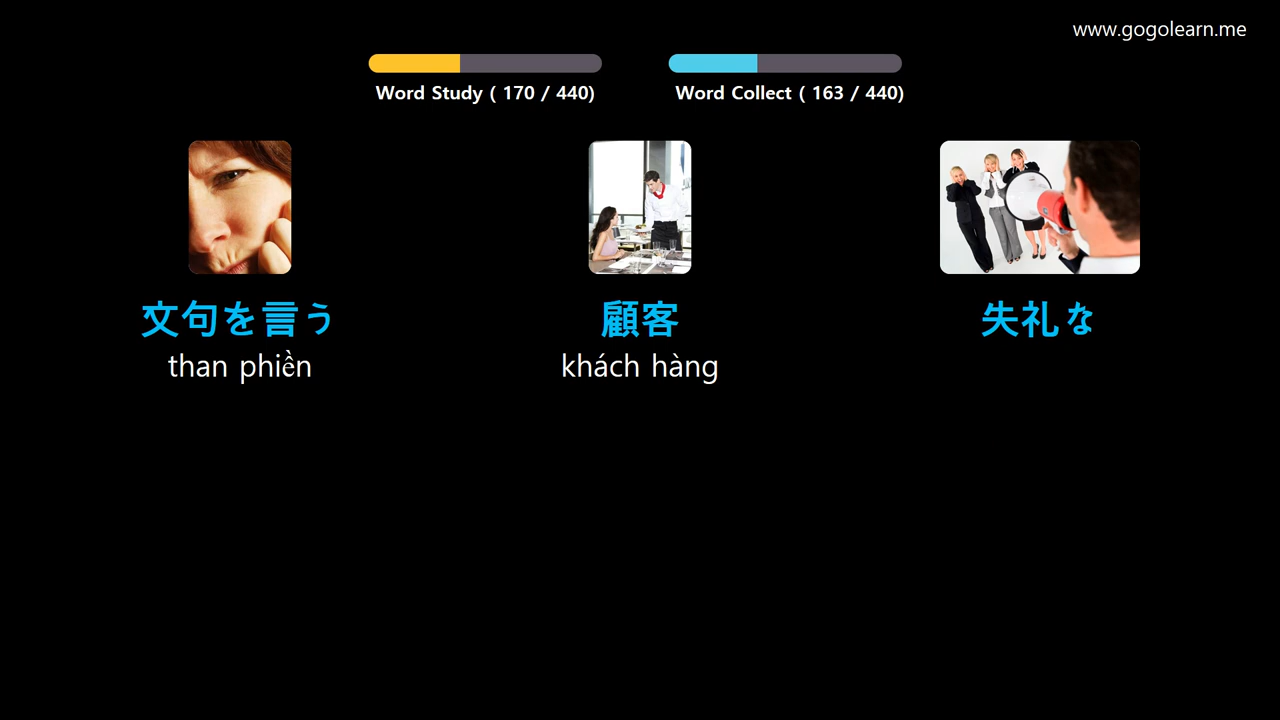 www.gogolearn.me
Word Study ( 170 / 440)
Word Collect ( 163 / 440)
文句を言う
顧客
失礼な
than phiền
khách hàng